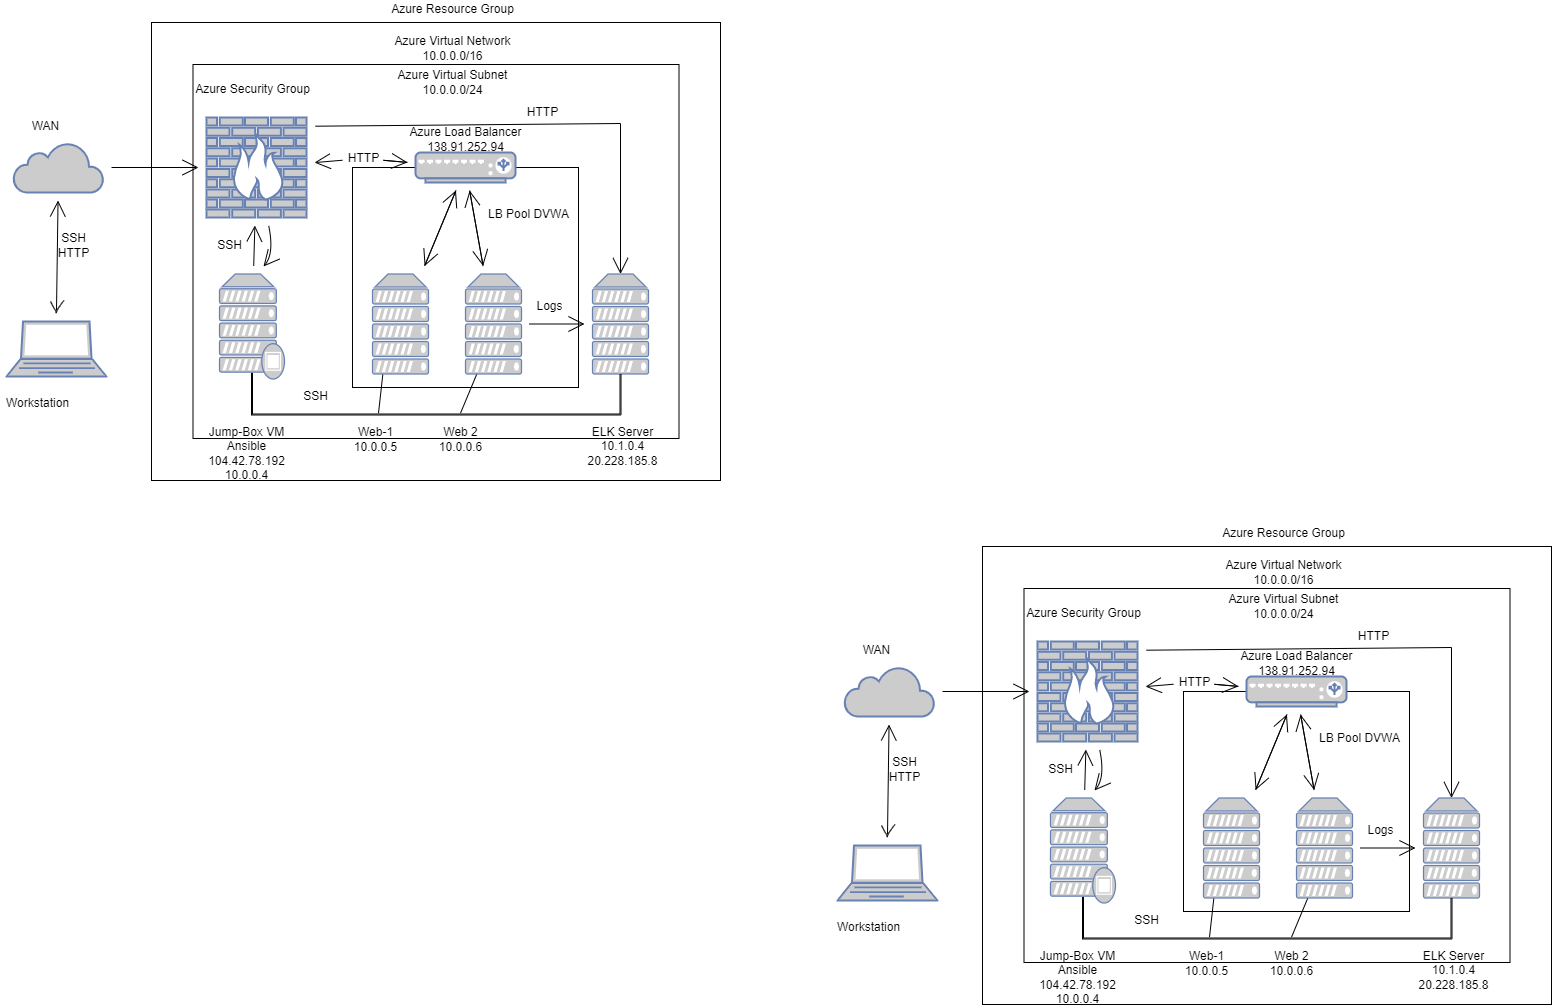 Azure Resource Group
Azure Virtual Network
10.0.0.0/16
Azure Virtual Subnet
10.0.0.0/24
Azure Security Group
HTTP
WAN
Azure Load Balancer
138.91.252.94
HTTP
LB Pool DVWA
SSH
HTTP
SSH
Logs
SSH
Workstation
Jump-Box VM
Ansible
104.42.78.192
10.0.0.4
Web-1
10.0.0.5
Web 2
10.0.0.6
ELK Server
10.1.0.4
20.228.185.8
Azure Resource Group
Azure Virtual Network
10.0.0.0/16
Azure Virtual Subnet
10.0.0.0/24
Azure Security Group
HTTP
WAN
Azure Load Balancer
138.91.252.94
HTTP
LB Pool DVWA
SSH
HTTP
SSH
Logs
SSH
Workstation
Jump-Box VM
Ansible
104.42.78.192
10.0.0.4
Web-1
10.0.0.5
Web 2
10.0.0.6
ELK Server
10.1.0.4
20.228.185.8